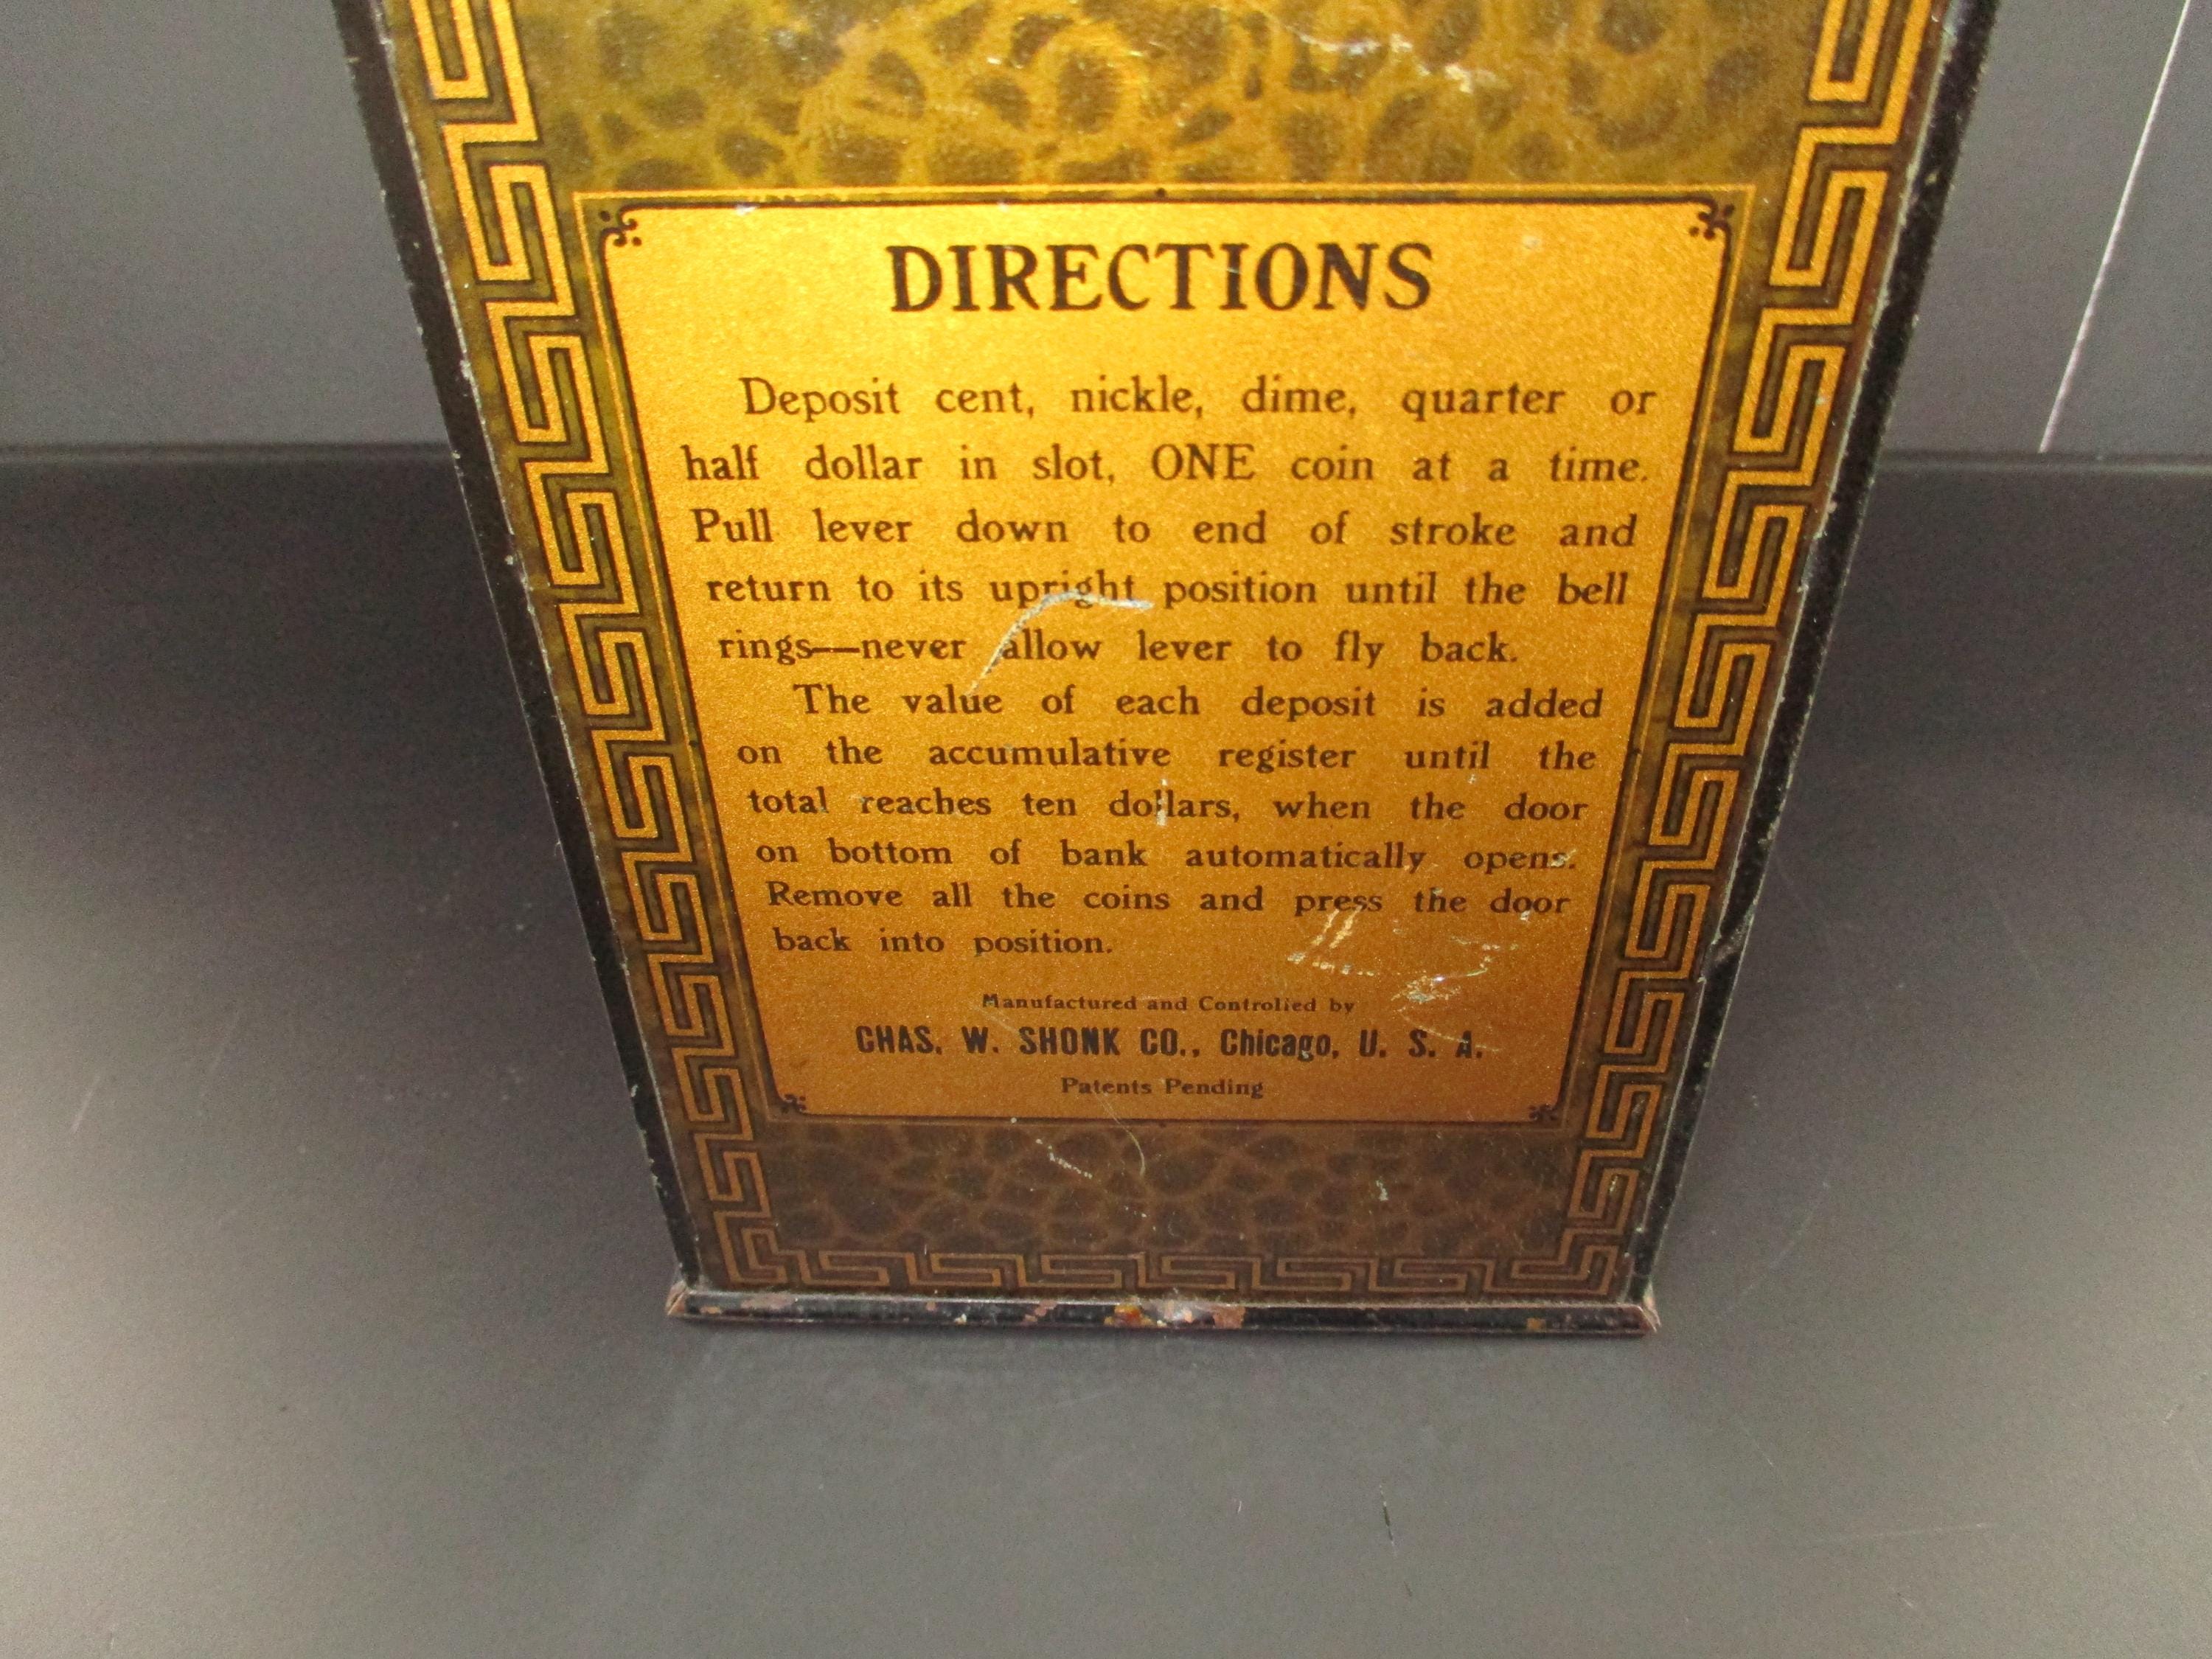 DIRECTIONS
Deposit cent, nickle, dime, quarter or
half dollar in slot, ONE coin at a time.
Pull lever down to end of stroke and
return to its upright position until the bell
rings—never allow lever to fly back.
The value of each deposit is added
on the accumulative register until the
total reaches ten dollars, when the door
on bottom of bank automatically opens.
Remove all the coins and press the door
back into position.
Manufactured and Controlled by
CHAS. W. SHONK CO., Chicago, U. S. A.
Patents Pending